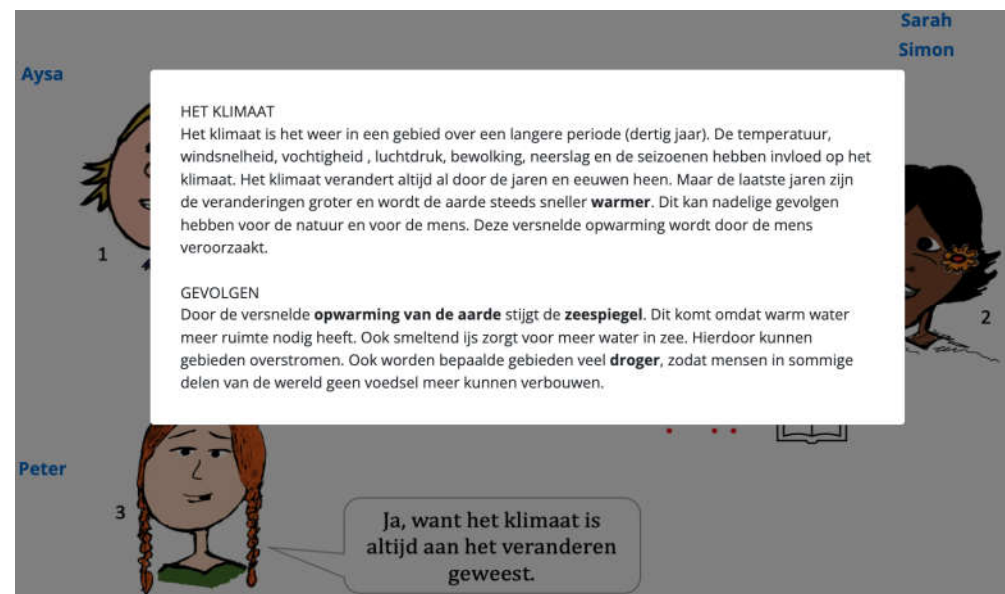 Sarah
Simon
Aysa
HET KLIMAAT
Het klimaat is het weer in een gebied over een langere periode (dertig jaar). De temperatuur,
windsnelheid, vochtigheid , luchtdruk, bewolking, neerslag en de seizoenen hebben invloed op het
klimaat. Het klimaat verandert altijd al door de jaren en eeuwen heen. Maar de laatste jaren zijn
de veranderingen groter en wordt de aarde steeds sneller warmer. Dit kan nadelige gevolgen
hebben voor de natuur en voor de mens. Deze versnelde opwarming wordt door de mens
veroorzaakt.
1
GEVOLGEN
Door de versnelde opwarming van de aarde stijgt de zeespiegel. Dit komt omdat warm water
meer ruimte nodig heeft. Ook smeltend ijs zorgt voor meer water in zee. Hierdoor kunnen
gebieden overstromen. Ook worden bepaalde gebieden veel droger, zodat mensen in sommige
delen van de wereld geen voedsel meer kunnen verbouwen.
2
Peter
3
Ja, want het klimaat is
altijd aan het veranderen
geweest.